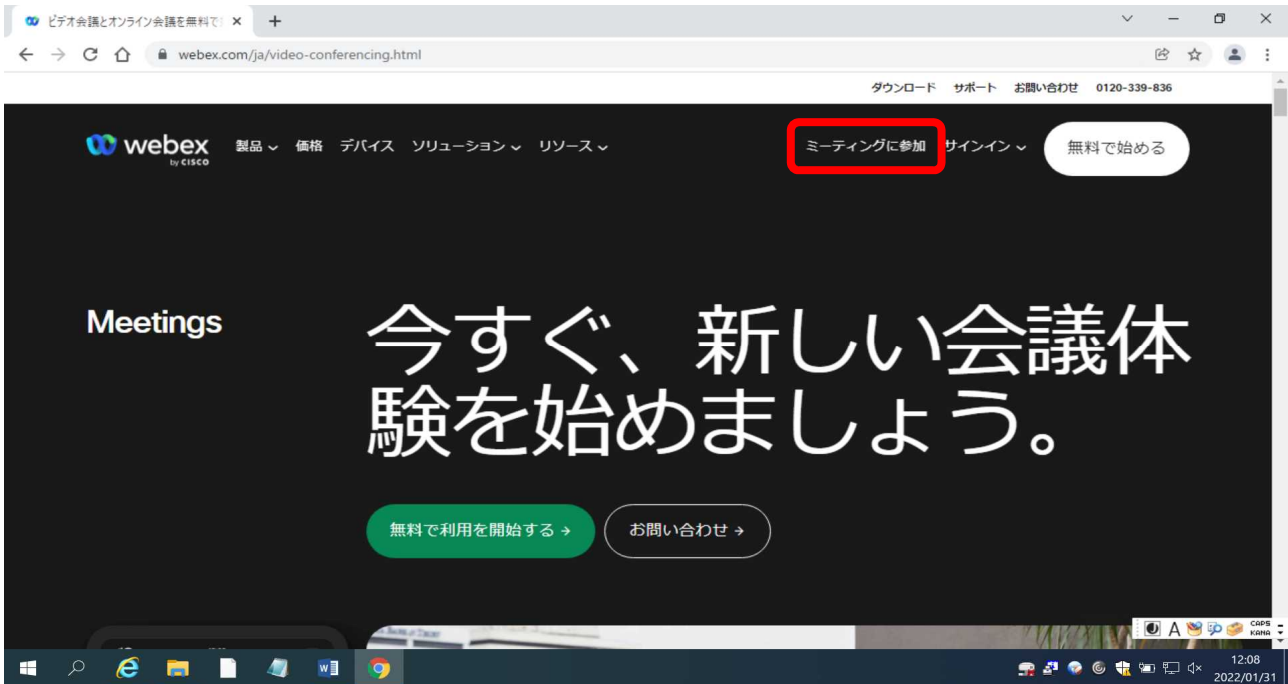 ビデオ会議とオンライン会議を無料で
webex.com/ja/video-conferencing.html
ダウンロード サポート お問い合わせ 0120-339-836
webex by CISCO 製品 価格 デバイス ソリューション リソース ミーティングに参加 サインイン 無料で始める
Meetings
今すぐ、新しい会議体
験を始めましょう。
無料で利用を開始する → お問い合わせ →
A CAPS
KANA
12:08
2022/01/31